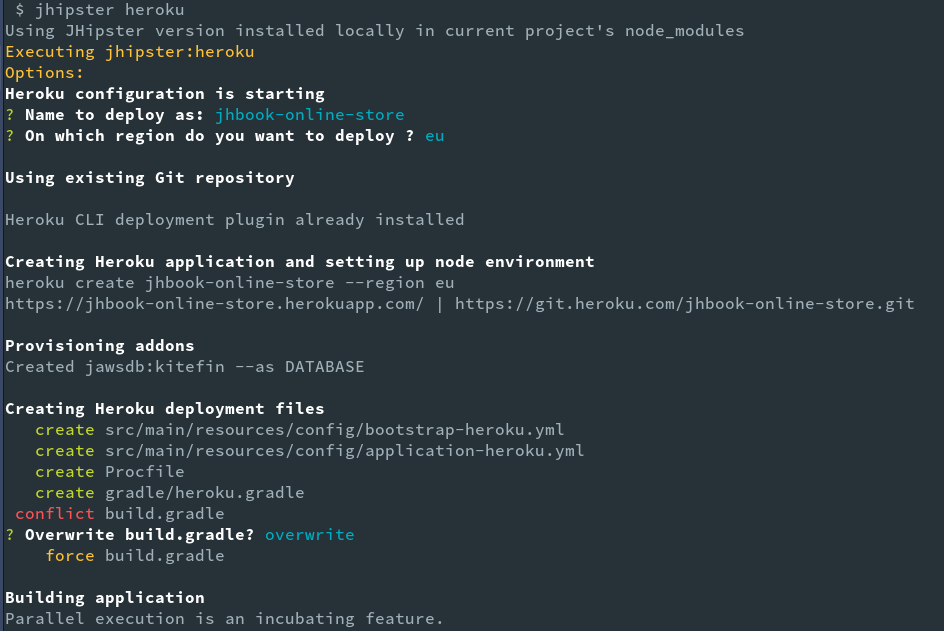 $ jhipster heroku
Using JHipster version installed locally in current project's node_modules
Executing jhipster:heroku
Options:
Heroku configuration is starting
? Name to deploy as: jhbook-online-store
? On which region do you want to deploy ? eu
Using existing Git repository
Heroku CLI deployment plugin already installed
Creating Heroku application and setting up node environment
heroku create jhbook-online-store --region eu
https://jhbook-online-store.herokuapp.com/ | https://git.heroku.com/jhbook-online-store.git
Provisioning addons
Created jawsdb:kitefin --as DATABASE
Creating Heroku deployment files
create src/main/resources/config/bootstrap-heroku.yml
create src/main/resources/config/application-heroku.yml
create Procfile
create gradle/heroku.gradle
conflict build.gradle
? Overwrite build.gradle? overwrite
force build.gradle
Building application
Parallel execution is an incubating feature.